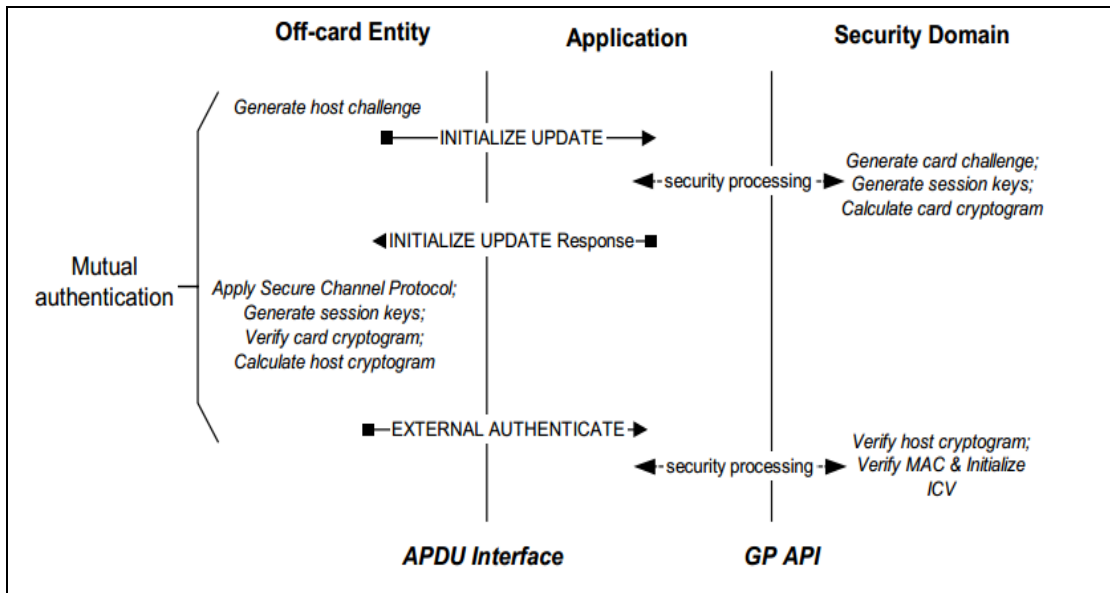 Off-card Entity
Application
Security Domain
Generate host challenge
INITIALIZE UPDATE
security processing
Generate card challenge;
Generate session keys;
Calculate card cryptogram
INITIALIZE UPDATE Response
Mutual
authentication
Apply Secure Channel Protocol;
Generate session keys;
Verify card cryptogram;
Calculate host cryptogram
EXTERNAL AUTHENTICATE
security processing
Verify host cryptogram;
Verify MAC & Initialize
ICV
APDU Interface
GP API